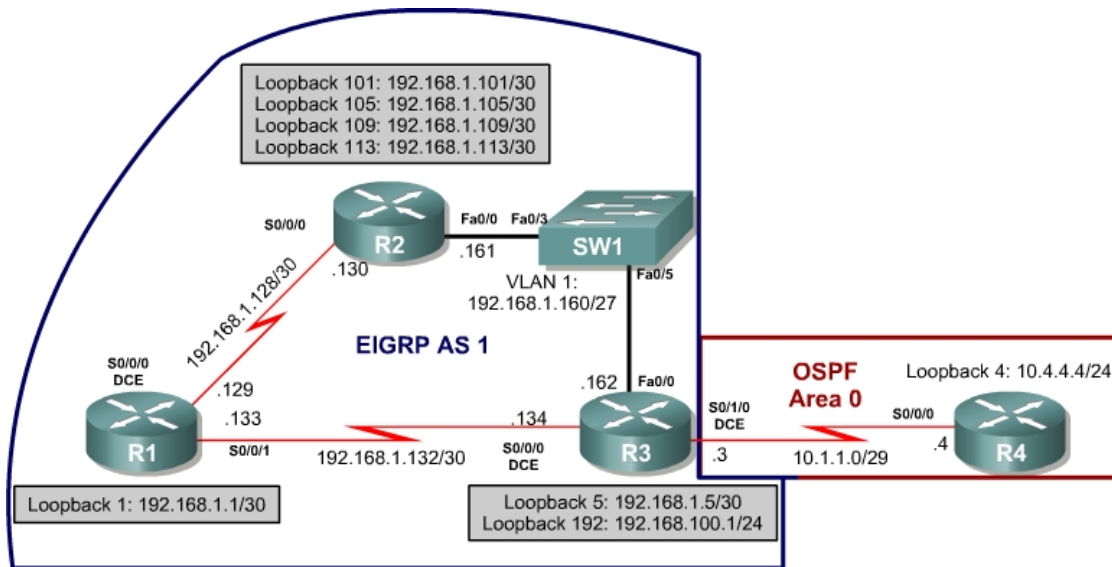 Loopback 101: 192.168.1.101/30
Loopback 105: 192.168.1.105/30
Loopback 109: 192.168.1.109/30
Loopback 113: 192.168.1.113/30
S0/0/0
R2
Fa0/0
Fa0/3
SW1
.130
.161
Fa0/5
VLAN 1:
192.168.1.160/27
192.168.1.128/30
EIGRP AS 1
S0/0/0
DCE
.129
.133
R1
S0/0/1
.134
S0/0/0
DCE
192.168.1.132/30
.162
Fa0/0
R3
OSPF
Area 0
Loopback 4: 10.4.4.4/24
S0/1/0
DCE
.3
10.1.1.0/29
S0/0/0
.4
R4
Loopback 1: 192.168.1.1/30
Loopback 5: 192.168.1.5/30
Loopback 192: 192.168.100.1/24